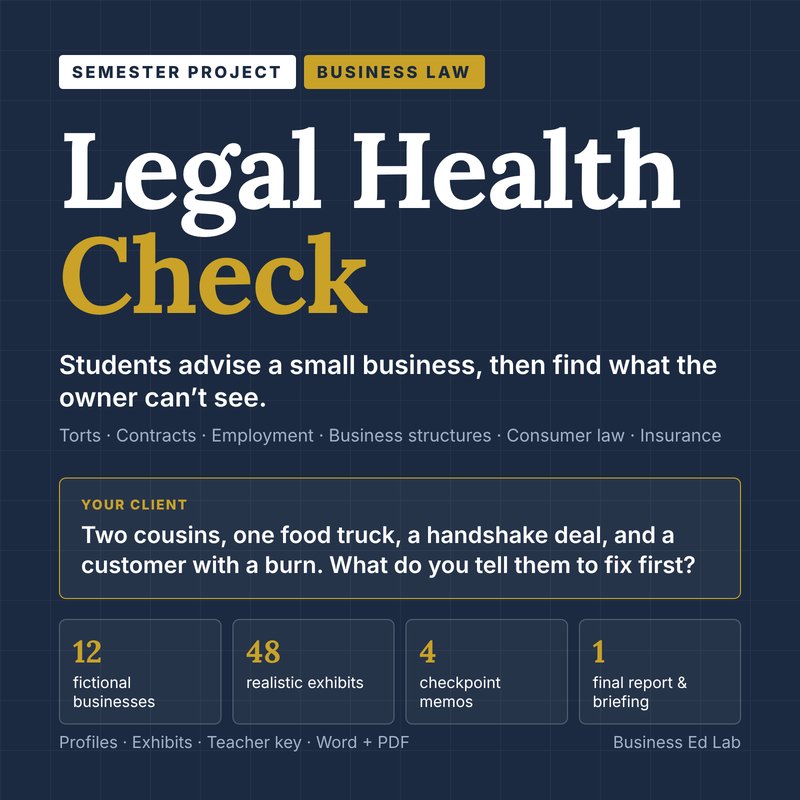 SEMESTER PROJECT
BUSINESS LAW
Legal Health
Check
Students advise a small business, then find what the
owner can’t see.
Torts · Contracts · Employment · Business structures · Consumer law · Insurance
YOUR CLIENT
Two cousins, one food truck, a handshake deal, and a
customer with a burn. What do you tell them to fix first?
12
fictional
businesses
48
realistic exhibits
4
checkpoint
memos
1
final report &
briefing
Profiles · Exhibits · Teacher key · Word + PDF
Business Ed Lab